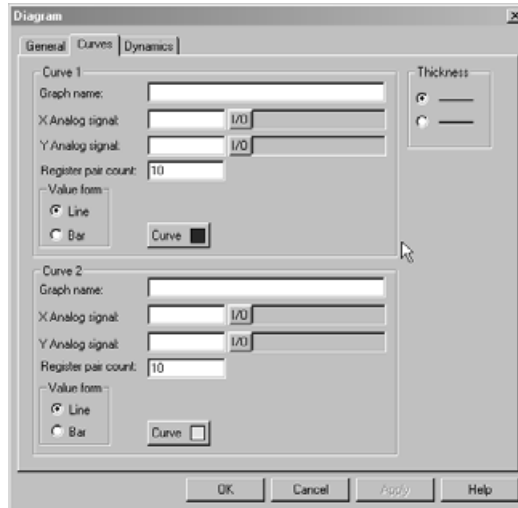 Diagram
General Curves Dynamics
Curve 1
Graph name:
X Analog signal: I/O
Y Analog signal: I/O
Register pair count: 10
Value form
Line
Bar
Curve
Thickness
Curve 2
Graph name:
X Analog signal: I/O
Y Analog signal: I/O
Register pair count: 10
Value form
Line
Bar
Curve
OK Cancel Apply Help